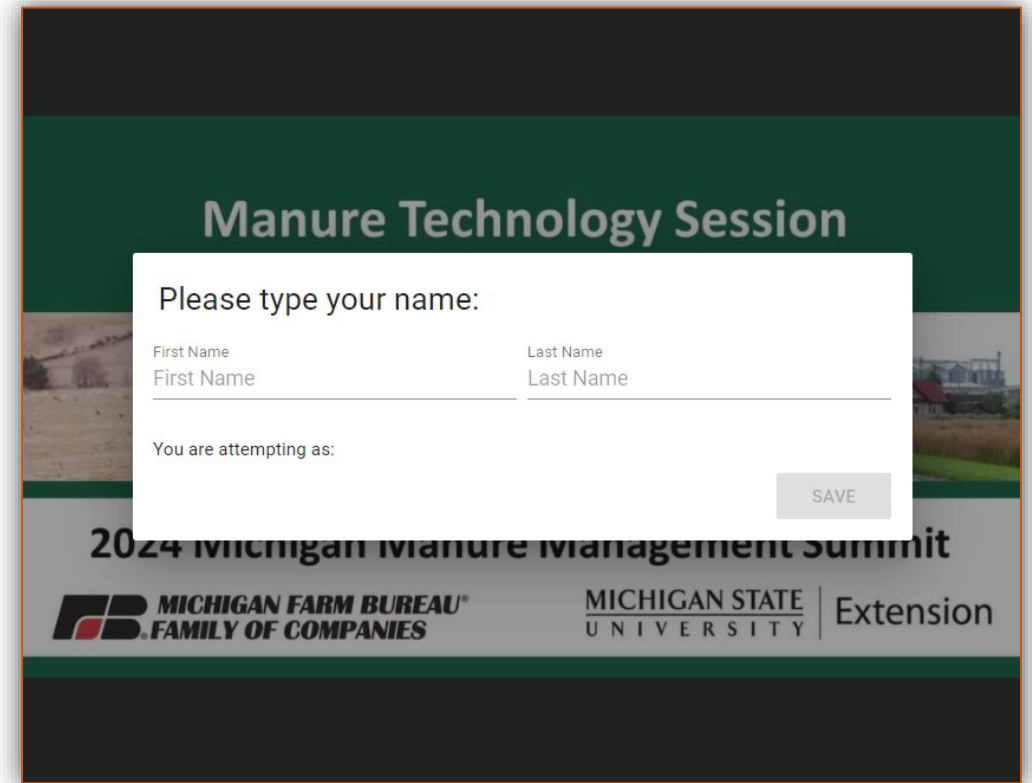 Manure Technology Session
Please type your name:
First Name Last Name
First Name Last Name
You are attempting as:
SAVE
2024 Michigan Manure Management Summit
FB MICHIGAN FARM BUREAU®
FAMILY OF COMPANIES
MICHIGAN STATE
UNIVERSITY
Extension